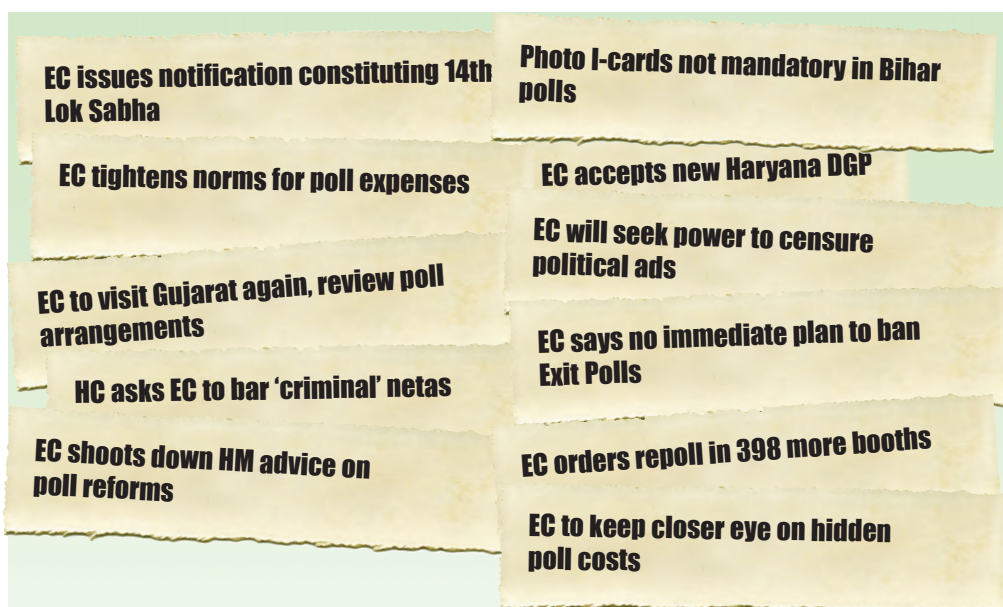 EC issues notification constituting 14th
Lok Sabha
EC tightens norms for poll expenses
EC to visit Gujarat again, review poll
arrangements
HC asks EC to bar ‘criminal’ netas
EC shoots down HM advice on
poll reforms
Photo I-cards not mandatory in Bihar
polls
EC accepts new Haryana DGP
EC will seek power to censure
political ads
EC says no immediate plan to ban
Exit Polls
EC orders repoll in 398 more booths
EC to keep closer eye on hidden
poll costs